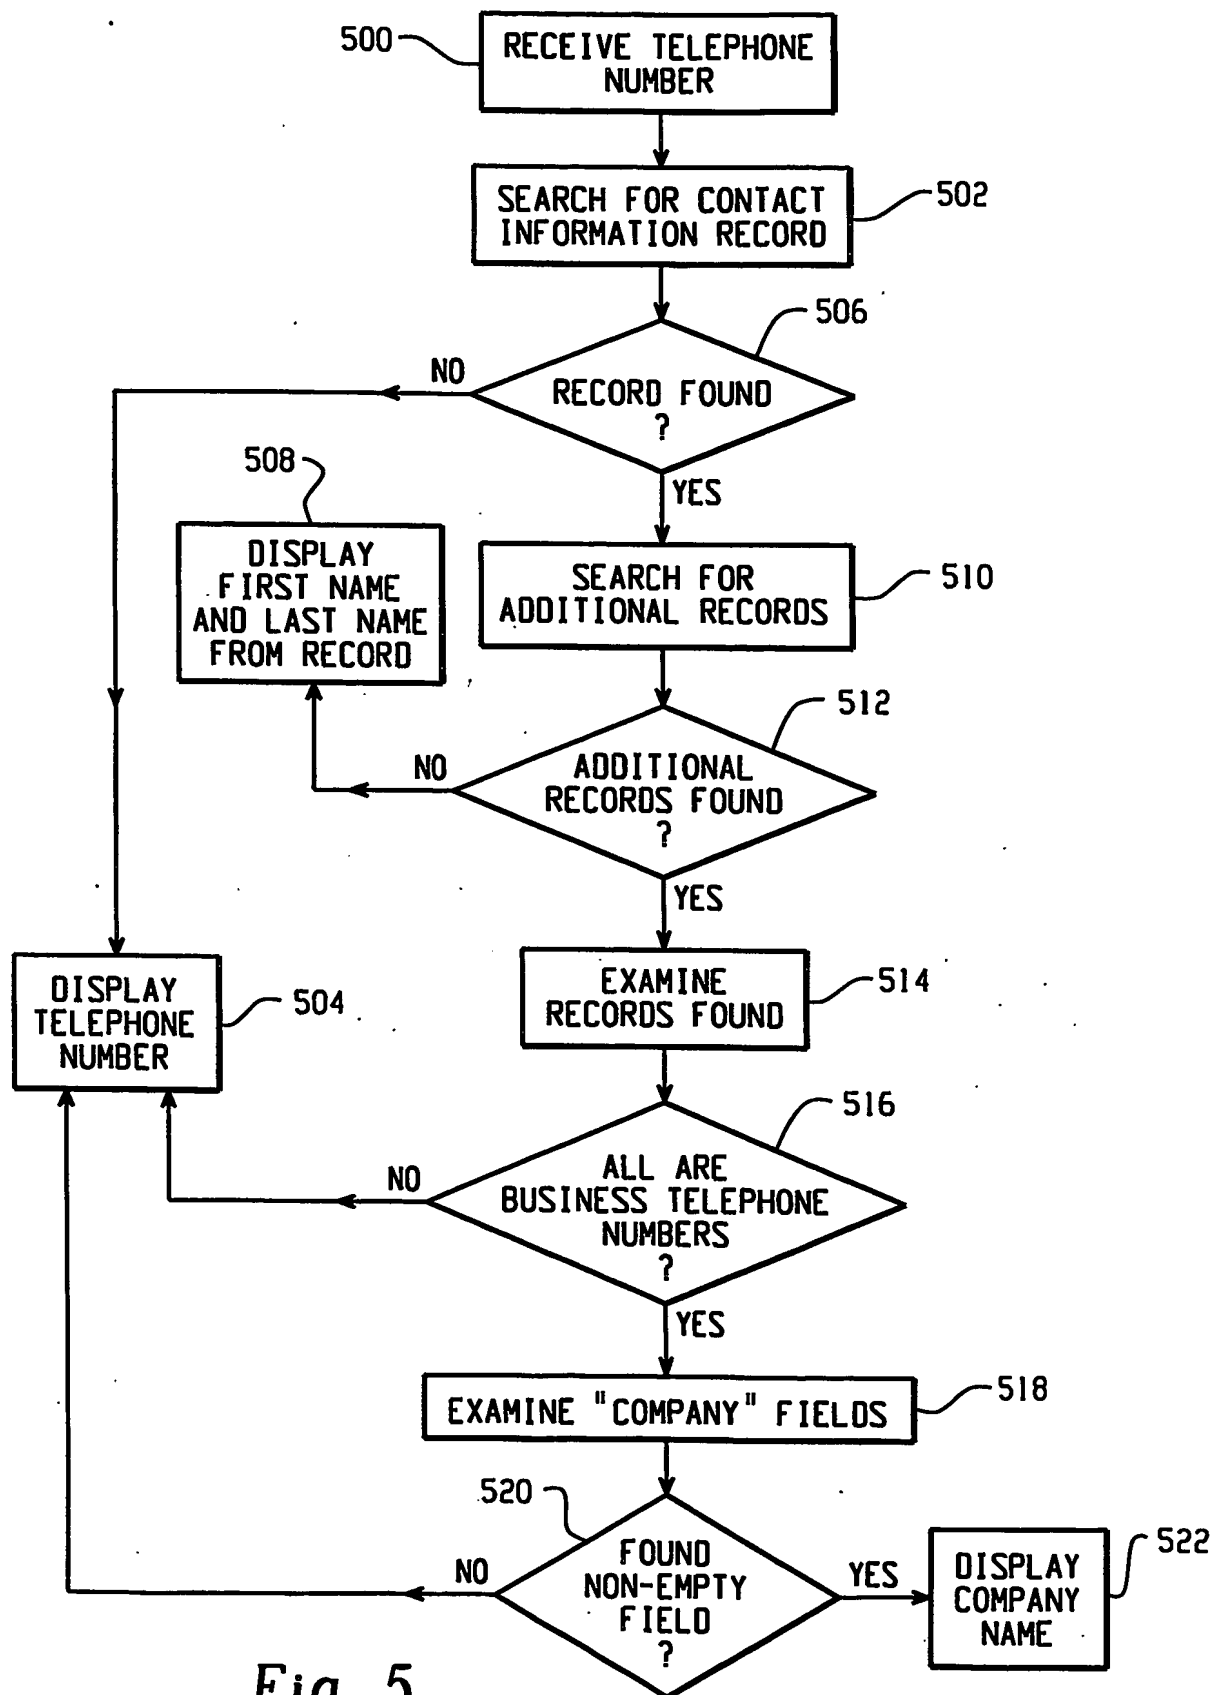 500
RECEIVE TELEPHONE
NUMBER
SEARCH FOR CONTACT
INFORMATION RECORD
502
506
NO
RECORD FOUND
?
YES
508
DISPLAY
FIRST NAME
AND LAST NAME
FROM RECORD
SEARCH FOR
ADDITIONAL RECORDS
510
512
NO
ADDITIONAL
RECORDS FOUND
?
YES
DISPLAY
TELEPHONE
NUMBER
504
EXAMINE
RECORDS FOUND
514
516
NO
ALL ARE
BUSINESS TELEPHONE
NUMBERS
?
YES
EXAMINE "COMPANY" FIELDS
518
520
NO
FOUND
NON-EMPTY
FIELD
?
YES
DISPLAY
COMPANY
NAME
522
Fig. 5